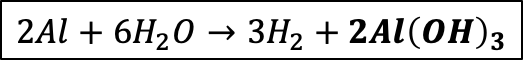 2Al + 6H₂O → 3H₂ + 2Al(OH)₃